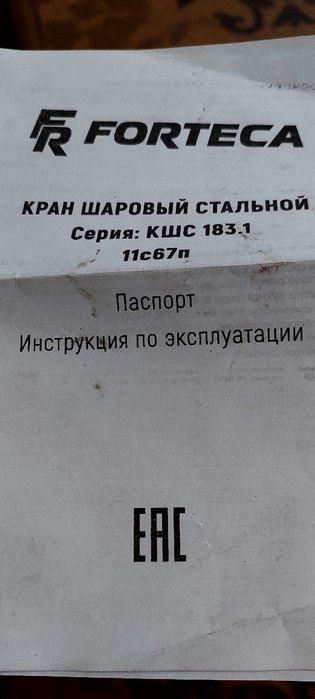 FR FORTECA
КРАН ШАРОВЫЙ СТАЛЬНОЙ
Серия: КШС 183.1
11с67п
Паспорт
Инструкция по эксплуатации
EAC